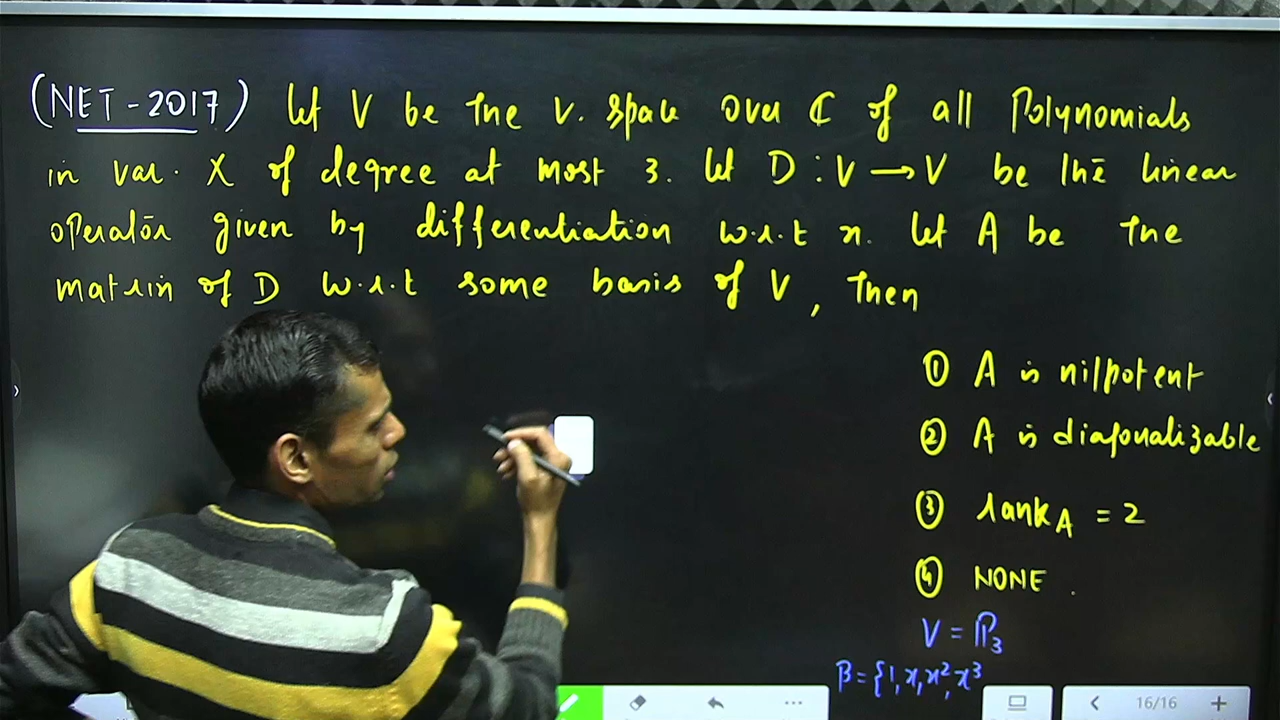 (NET-2017) Let V be the v. space over ℂ of all Polynomials
in var. X of degree at most 3. Let D : V → V be the linear
operator given by differentiation w.r.t x. Let A be the
matrix of D w.r.t some basis of V, Then
① A is nilpotent
② A is diagonalizable
③ rank A = 2
④ NONE.
V = ℙ₃
β = {1, x, x², x³
16/16